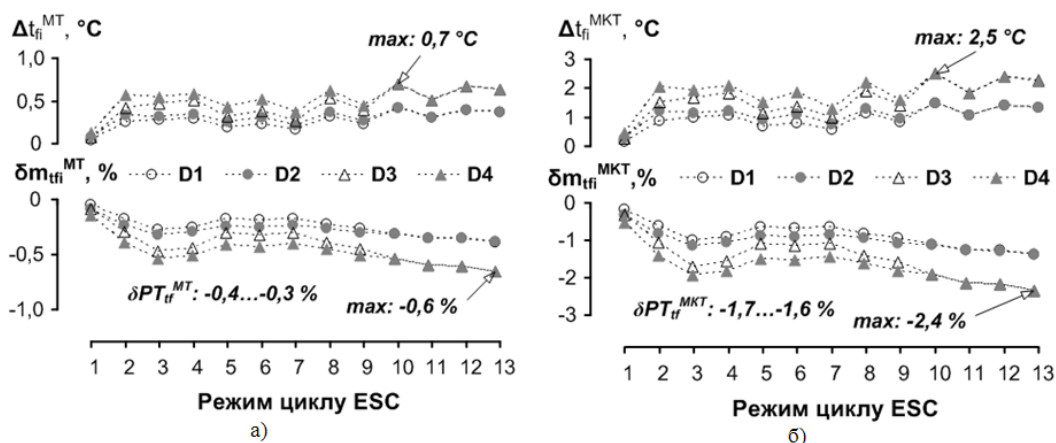 Δt_fi^MT, °C
max: 0,7 °C
1,0
0,5
0
δm_tfi^MT, %
D1 D2 D3 D4
0
-0,5
-1,0
δPT_tf^MT: -0,4...-0,3 %
max: -0,6 %
1 2 3 4 5 6 7 8 9 10 11 12 13
Режим циклу ESC
а)
Δt_fi^MKT, °C
max: 2,5 °C
3
2
1
0
δm_tfi^MKT, %
D1 D2 D3 D4
0
-1
-2
-3
δPT_tf^MKT: -1,7...-1,6 %
max: -2,4 %
1 2 3 4 5 6 7 8 9 10 11 12 13
Режим циклу ESC
б)